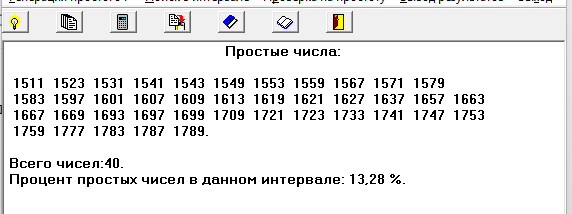 Простые числа:
1511 1523 1531 1541 1543 1549 1553 1559 1567 1571 1579
1583 1597 1601 1607 1609 1613 1619 1621 1627 1637 1657 1663
1667 1669 1693 1697 1699 1709 1721 1723 1733 1741 1747 1753
1759 1777 1783 1787 1789.
Всего чисел:40.
Процент простых чисел в данном интервале: 13,28 %.